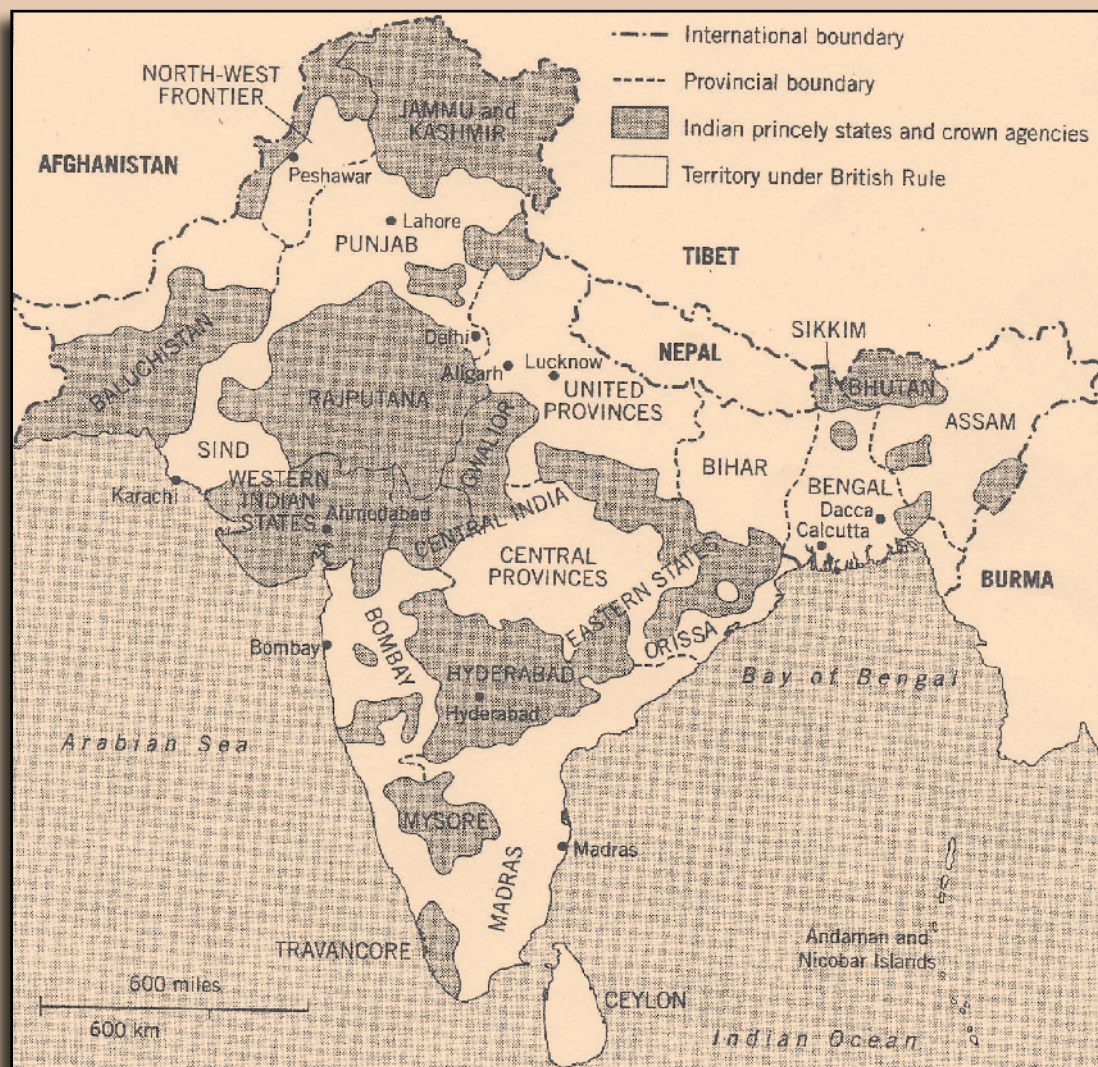 International boundary
Provincial boundary
Indian princely states and crown agencies
Territory under British Rule
NORTH-WEST
FRONTIER
JAMMU and
KASHMIR
AFGHANISTAN
Peshawar
Lahore
PUNJAB
TIBET
BALUCHISTAN
Delhi
NEPAL
SIKKIM
Aligarh
Lucknow
UNITED
PROVINCES
BHUTAN
RAJPUTANA
GWALIOR
ASSAM
SIND
BIHAR
Karachi
WESTERN
INDIAN
STATES
Ahmedabad
CENTRAL INDIA
BENGAL
Dacca
Calcutta
CENTRAL
PROVINCES
EASTERN STATES
BURMA
BOMBAY
Bombay
ORISSA
HYDERABAD
Hyderabad
Bay of Bengal
Arabian Sea
MYSORE
Madras
MADRAS
TRAVANCORE
Andaman and
Nicobar Islands
600 miles
600 km
CEYLON
Indian Ocean